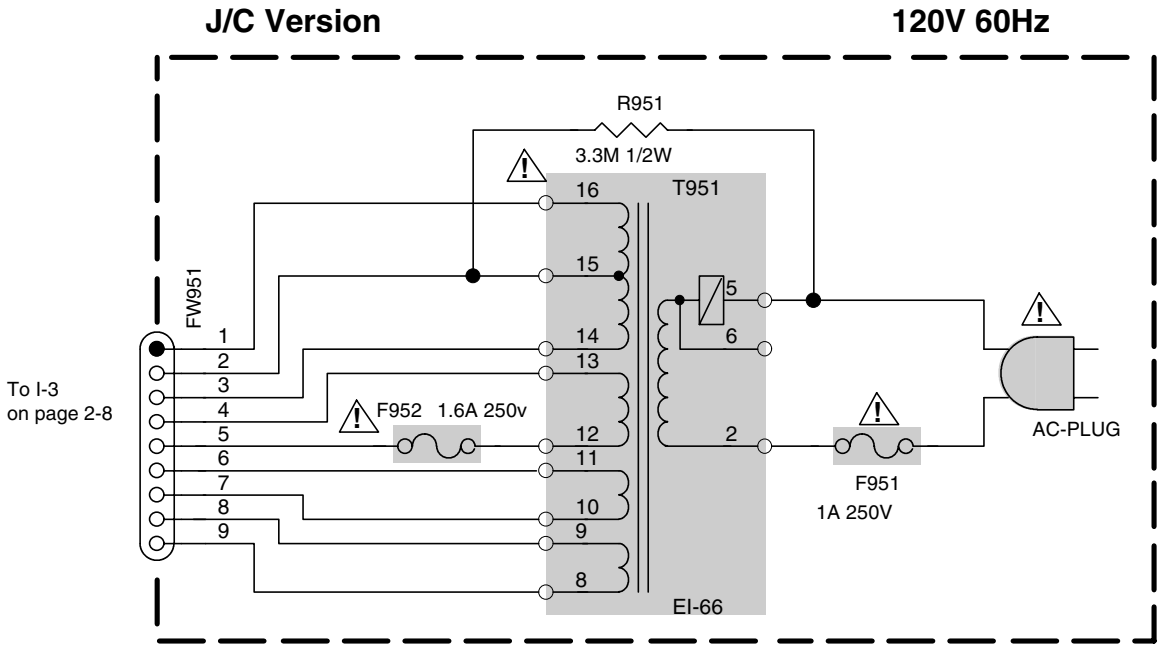 J/C Version
120V 60Hz
R951
3.3M 1/2W
!
T951
16
15
14
13
12
11
10
9
8
5
6
2
EI-66
FW951
1
2
3
4
5
6
7
8
9
To I-3
on page 2-8
!
F952 1.6A 250v
!
F951
1A 250V
!
AC-PLUG